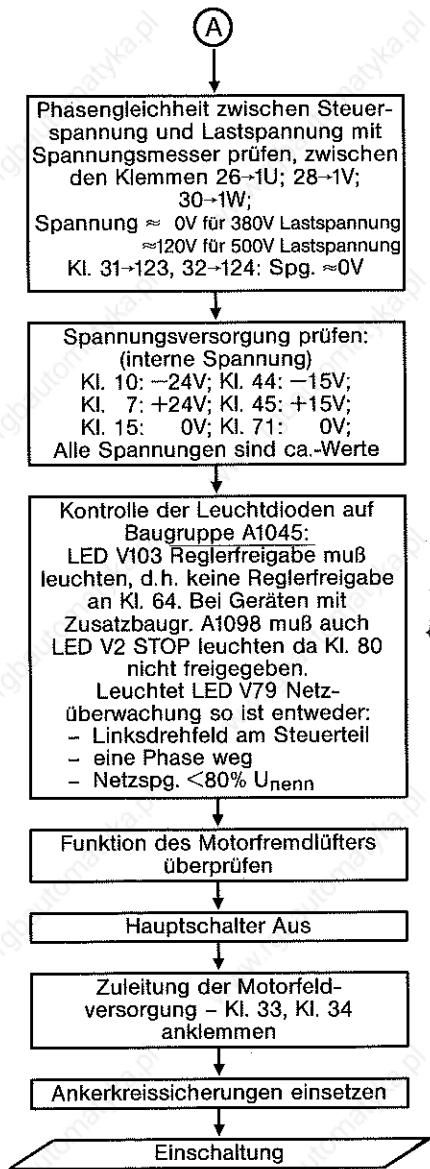 A
Phasengleichheit zwischen Steuer-
spannung und Lastspannung mit
Spannungsmesser prüfen, zwischen
den Klemmen 26→1U; 28→1V;
30→1W;
Spannung ≈ 0V für 380V Lastspannung
≈120V für 500V Lastspannung
Kl. 31→123, 32→124: Spg. ≈0V
Spannungsversorgung prüfen:
(interne Spannung)
Kl. 10: −24V; Kl. 44: −15V;
Kl. 7: +24V; Kl. 45: +15V;
Kl. 15: 0V; Kl. 71: 0V;
Alle Spannungen sind ca.-Werte
Kontrolle der Leuchtdioden auf
Baugruppe A1045:
LED V103 Reglerfreigabe muß
leuchten, d.h. keine Reglerfreigabe
an Kl. 64. Bei Geräten mit
Zusatzbaugr. A1098 muß auch
LED V2 STOP leuchten da Kl. 80
nicht freigegeben.
Leuchtet LED V79 Netz-
überwachung so ist entweder:
– Linksdrehfeld am Steuerteil
– eine Phase weg
– Netzspg. <80% Unenn
Funktion des Motorfremdlüfters
überprüfen
Hauptschalter Aus
Zuleitung der Motorfeld-
versorgung – Kl. 33, Kl. 34
anklemmen
Ankerkreissicherungen einsetzen
Einschaltung